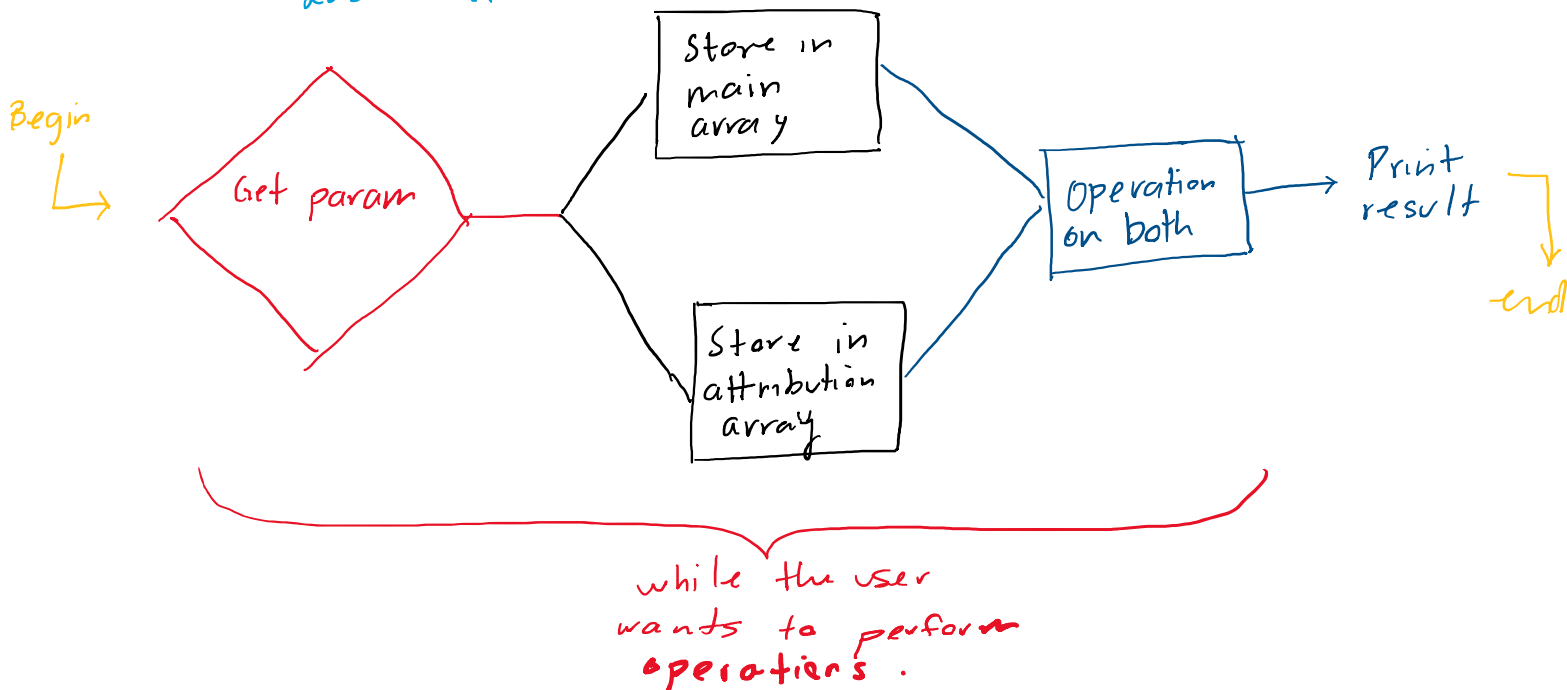 Begin
Get param
Store in
main
array
Store in
attribution
array
Operation
on both
Print
result
end
while the user
wants to perform
operations.